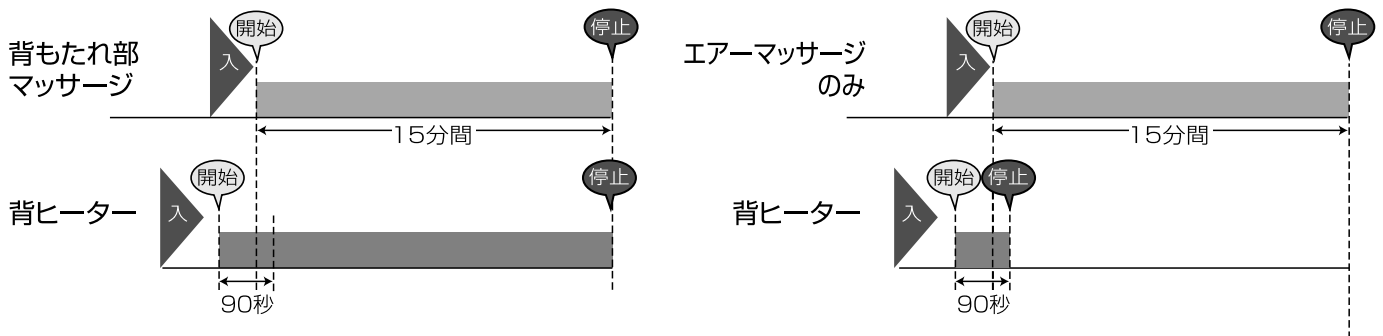 開始
停止
背もたれ部
マッサージ
入
15分間
開始
停止
背ヒーター
入
90秒
開始
停止
エアーマッサージ
のみ
入
15分間
開始
停止
背ヒーター
入
90秒